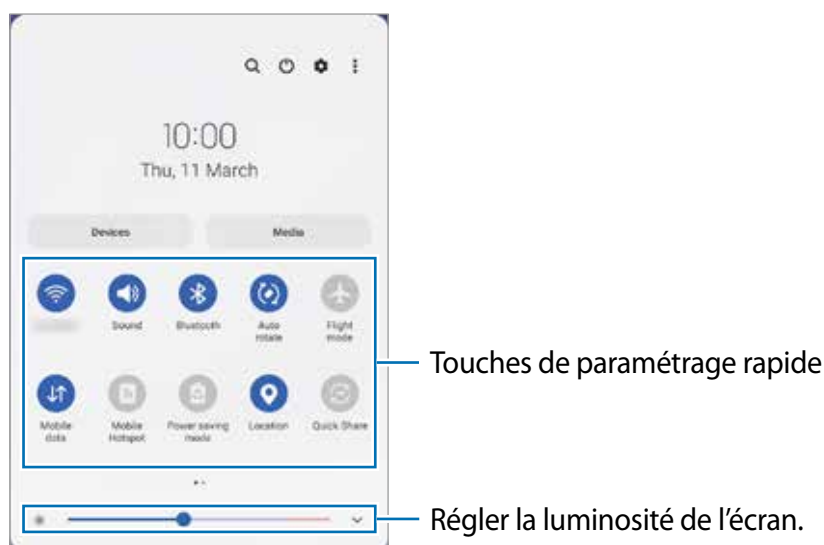 10:00
Thu, 11 March
Devices Media
Sound Bluetooth Auto rotate Flight mode
Touches de paramétrage rapide
Mobile data Mobile Hotspot Power saving mode Location Quick Share
Régler la luminosité de l'écran.